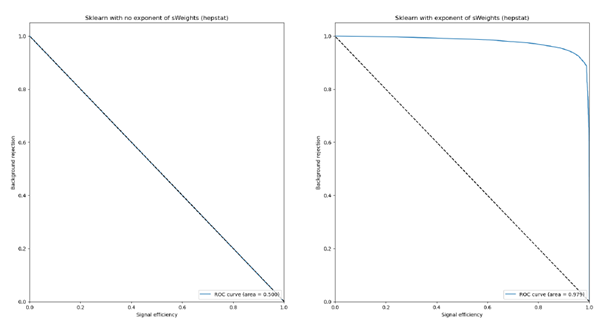 Sklearn with no exponent of sWeights (hepstat)
1.0
0.8
0.6
0.4
0.2
0.0
Background rejection
0.0 0.2 0.4 0.6 0.8 1.0
Signal efficiency
ROC curve (area = 0.500)
Sklearn with exponent of sWeights (hepstat)
1.0
0.8
0.6
0.4
0.2
0.0
Background rejection
0.0 0.2 0.4 0.6 0.8 1.0
Signal efficiency
ROC curve (area = 0.979)